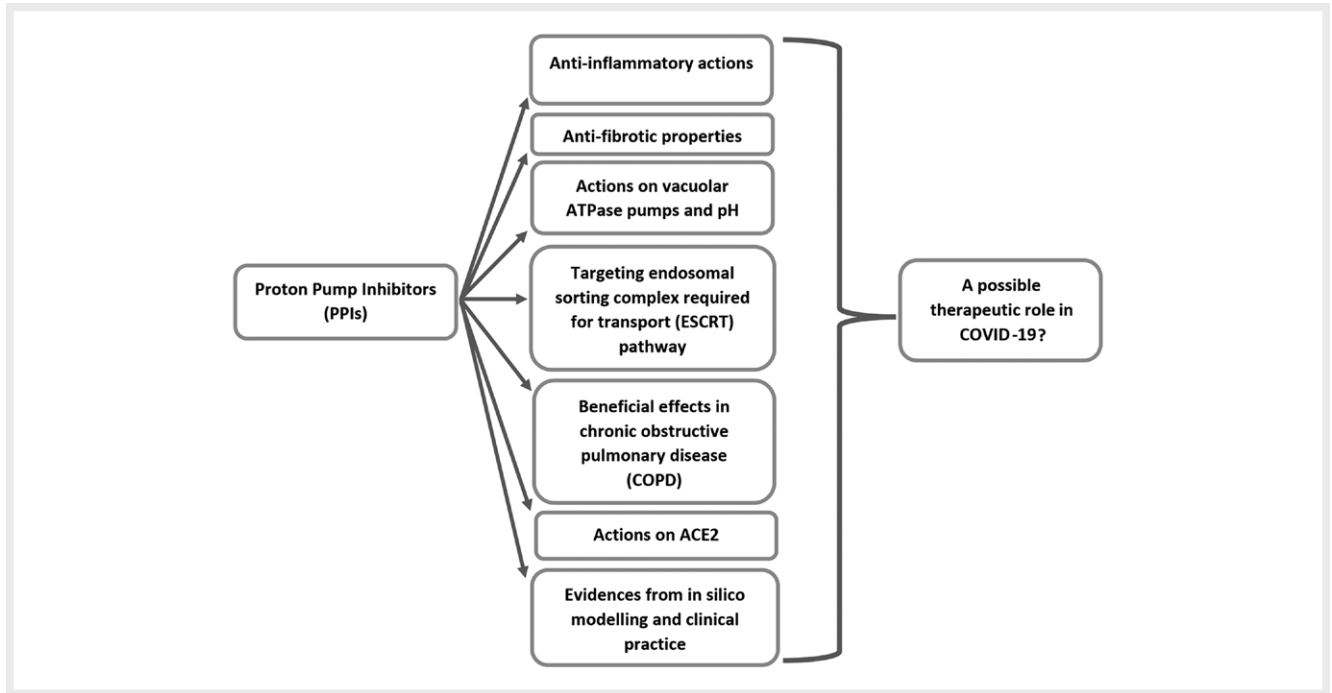 Proton Pump Inhibitors
(PPIs)
Anti-inflammatory actions
Anti-fibrotic properties
Actions on vacuolar
ATPase pumps and pH
Targeting endosomal
sorting complex required
for transport (ESCRT)
pathway
Beneficial effects in
chronic obstructive
pulmonary disease
(COPD)
Actions on ACE2
Evidences from in silico
modelling and clinical
practice
A possible
therapeutic role in
COVID-19?